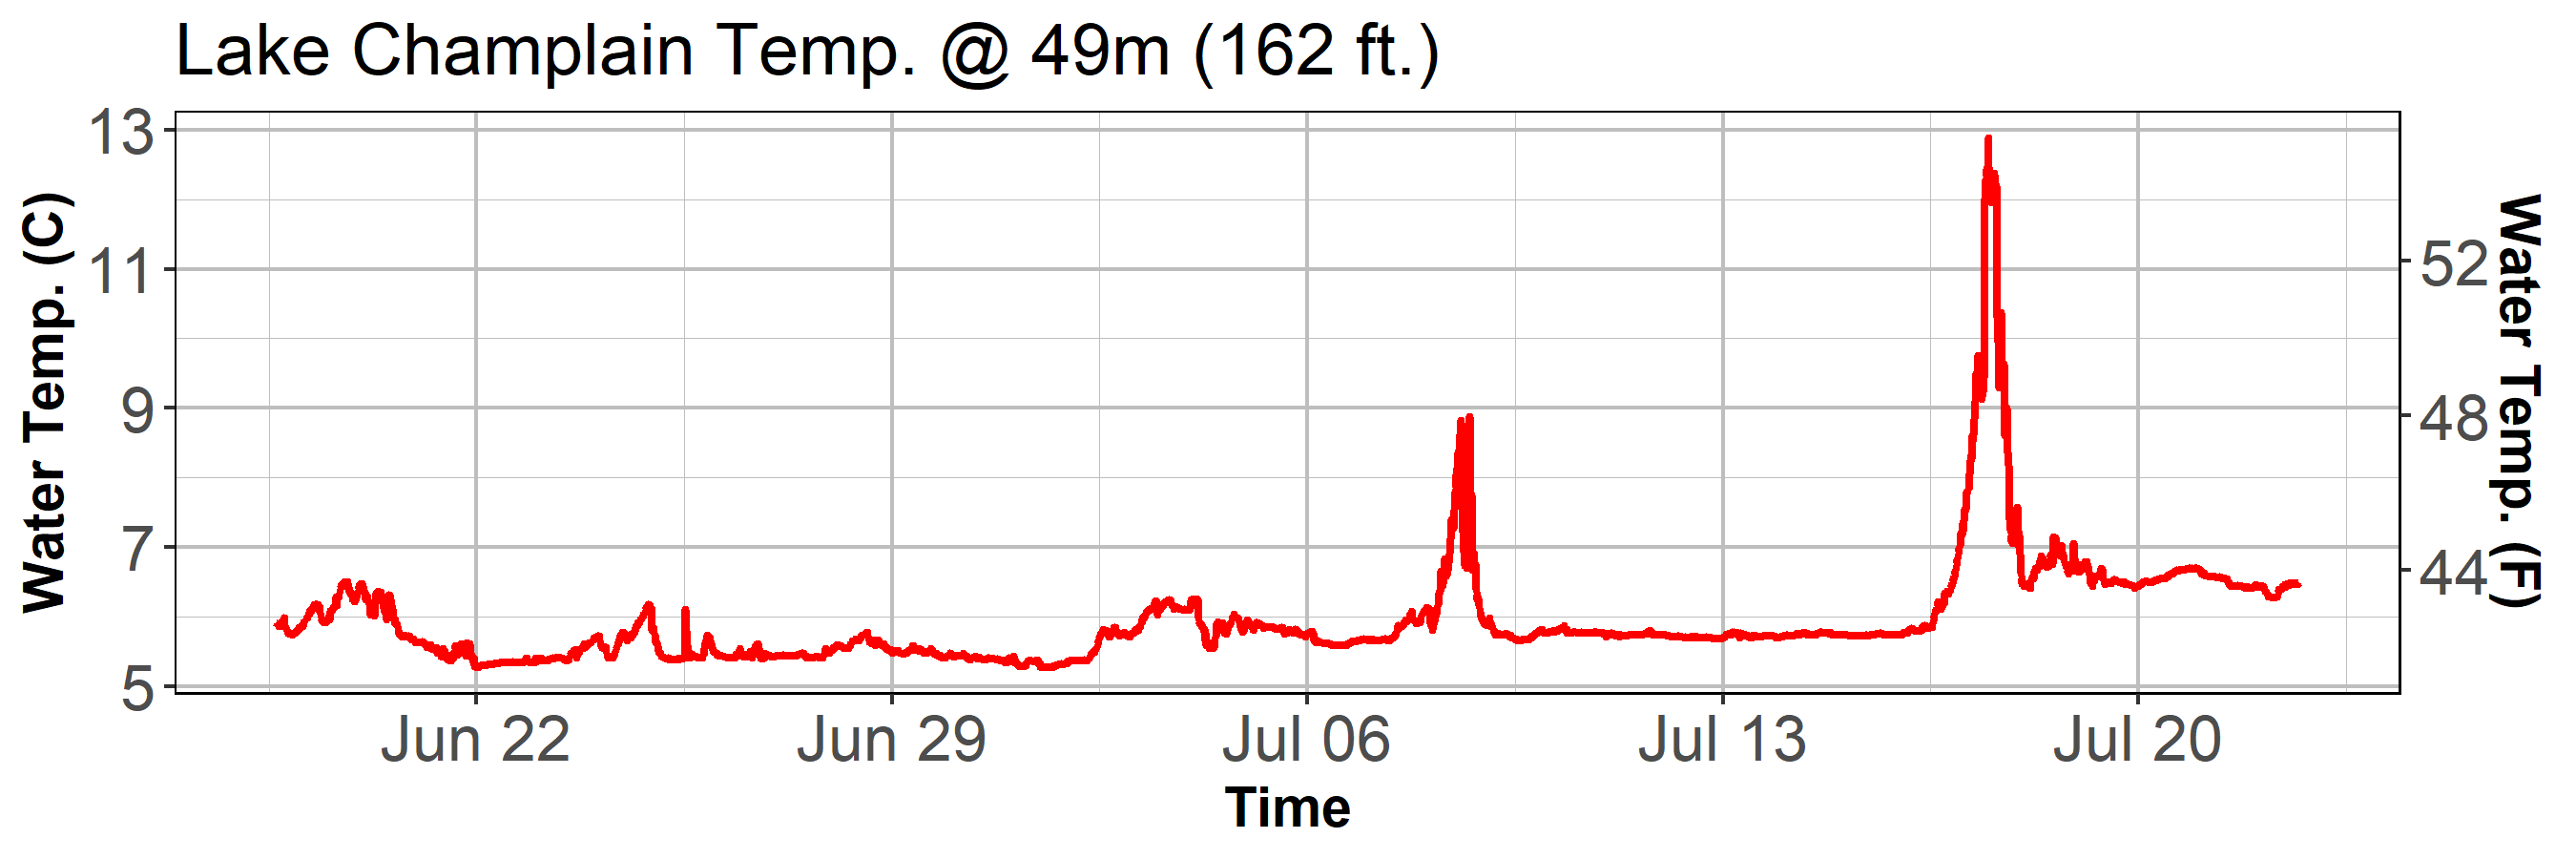 Lake Champlain Temp. @ 49m (162 ft.)
Water Temp. (C)
13
11
9
7
5
52
48
44
Water Temp. (F)
Jun 22 Jun 29 Jul 06 Jul 13 Jul 20
Time